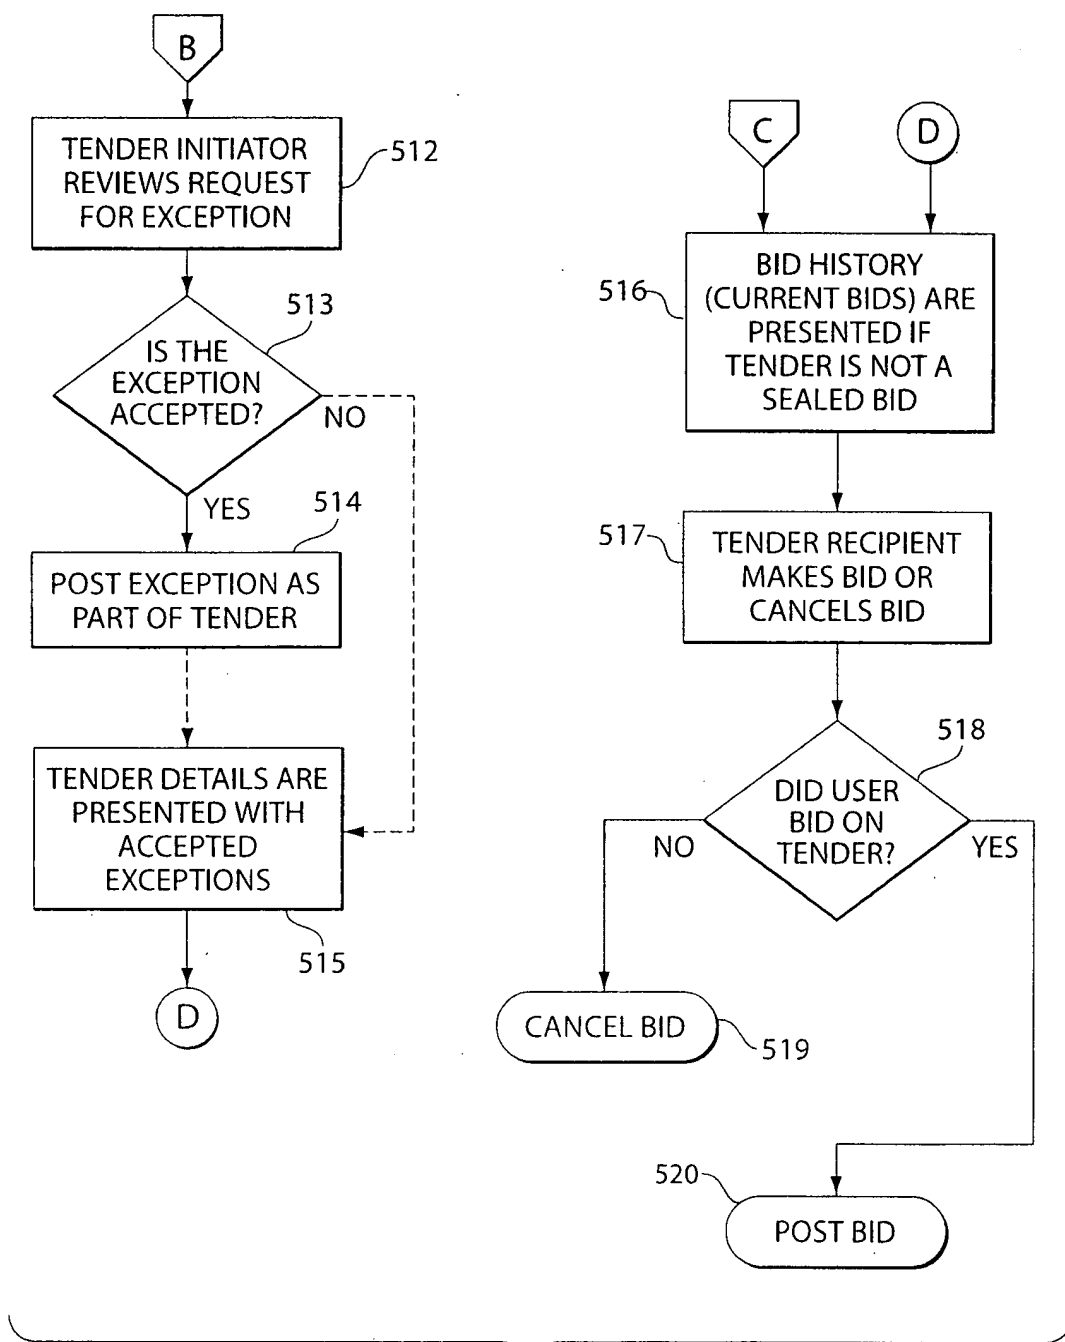 B
TENDER INITIATOR
REVIEWS REQUEST
FOR EXCEPTION
512
513
IS THE
EXCEPTION
ACCEPTED?
NO
YES
514
POST EXCEPTION AS
PART OF TENDER
TENDER DETAILS ARE
PRESENTED WITH
ACCEPTED
EXCEPTIONS
515
D
C
D
516
BID HISTORY
(CURRENT BIDS) ARE
PRESENTED IF
TENDER IS NOT A
SEALED BID
517
TENDER RECIPIENT
MAKES BID OR
CANCELS BID
518
DID USER
BID ON
TENDER?
NO
YES
CANCEL BID
519
520
POST BID